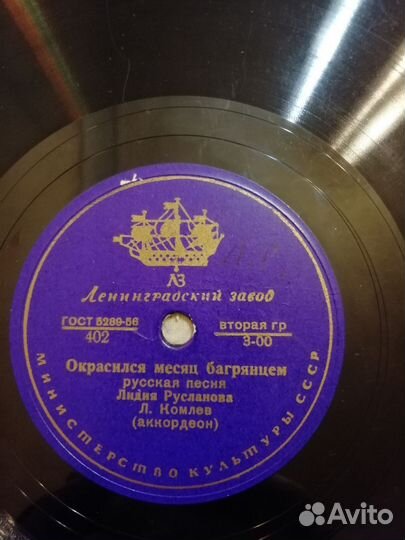 ЛЗ
Ленинградский завод
ГОСТ 5289-56
402
вторая гр
3-00
Окрасился месяц багрянцем
русская песня
Лидия Русланова
Л. Комлев
(аккордеон)
МИНИСТЕРСТВО КУЛЬТУРЫ СССР
Avito